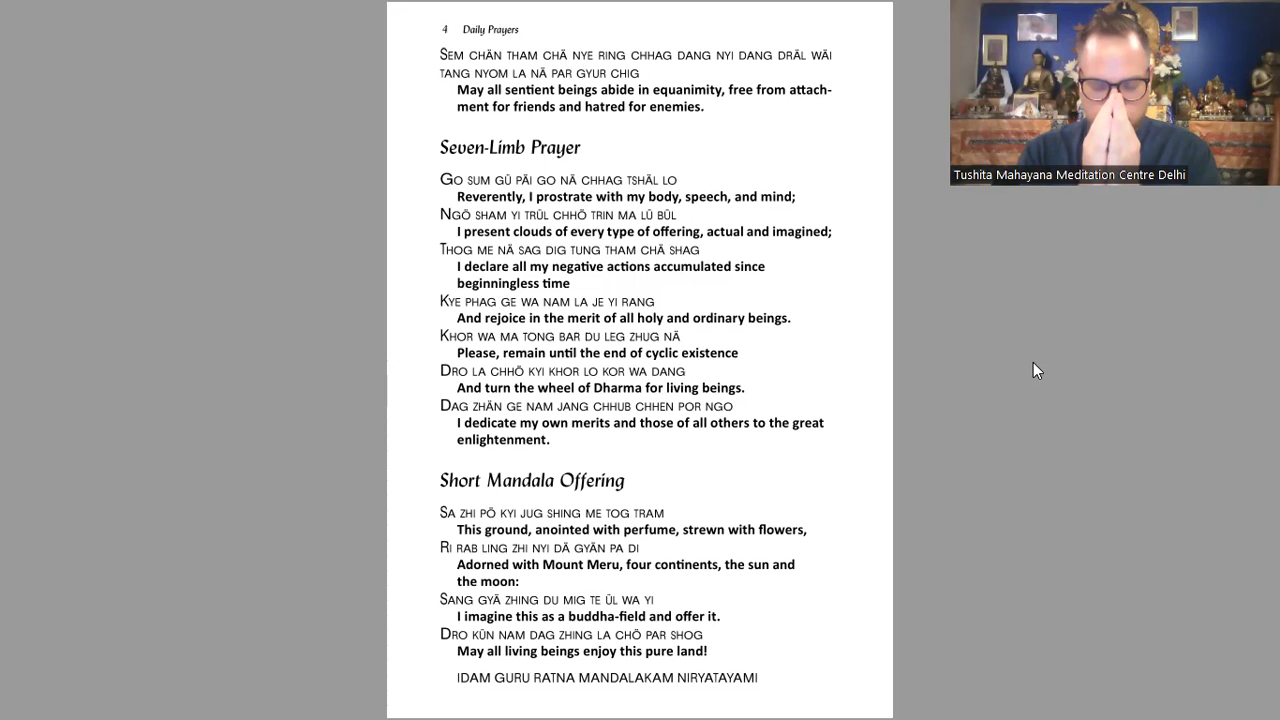 4 Daily Prayers
SEM CHÄN THAM CHÄ NYE RING CHHAG DANG NYI DANG DRÄL WÄI
TANG NYOM LA NÄ PAR GYUR CHIG
May all sentient beings abide in equanimity, free from attach-
ment for friends and hatred for enemies.
Seven-Limb Prayer
GO SUM GÜ PÄI GO NÄ CHHAG TSHÄL LO
Reverently, I prostrate with my body, speech, and mind;
NGÖ SHAM YI TRÜL CHHÖ TRIN MA LÜ BÜL
I present clouds of every type of offering, actual and imagined;
THOG ME NÄ SAG DIG TUNG THAM CHÄ SHAG
I declare all my negative actions accumulated since
beginningless time
KYE PHAG GE WA NAM LA JE YI RANG
And rejoice in the merit of all holy and ordinary beings.
KHOR WA MA TONG BAR DU LEG ZHUG NÄ
Please, remain until the end of cyclic existence
DRO LA CHHÖ KYI KHOR LO KOR WA DANG
And turn the wheel of Dharma for living beings.
DAG ZHÄN GE NAM JANG CHHUB CHHEN POR NGO
I dedicate my own merits and those of all others to the great
enlightenment.
Short Mandala Offering
SA ZHI PÖ KYI JUG SHING ME TOG TRAM
This ground, anointed with perfume, strewn with flowers,
RI RAB LING ZHI NYI DÄ GYÄN PA DI
Adorned with Mount Meru, four continents, the sun and
the moon:
SANG GYÄ ZHING DU MIG TE ÜL WA YI
I imagine this as a buddha-field and offer it.
DRO KÜN NAM DAG ZHING LA CHÖ PAR SHOG
May all living beings enjoy this pure land!
IDAM GURU RATNA MANDALAKAM NIRYATAYAMI
Tushita Mahayana Meditation Centre Delhi